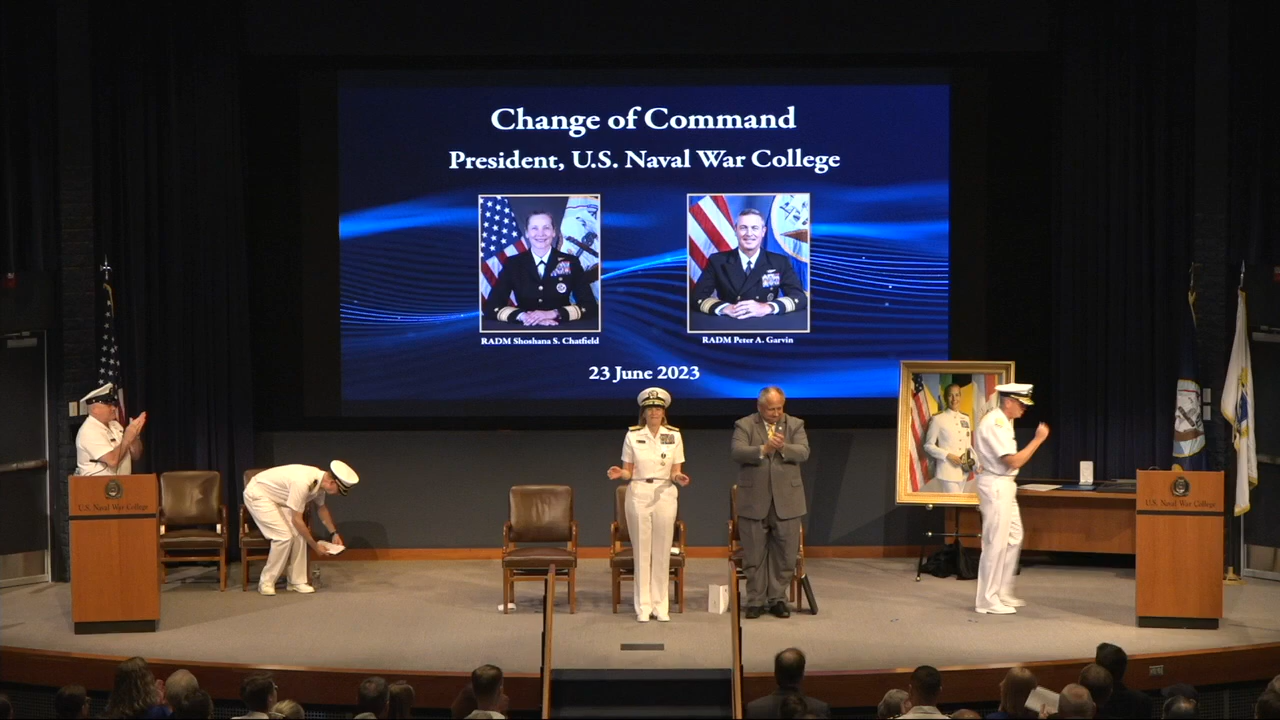 Change of Command
President, U.S. Naval War College
RADM Shoshana S. Chatfield
RADM Peter A. Garvin
23 June 2023
U.S. Naval War College
U.S. Naval War College